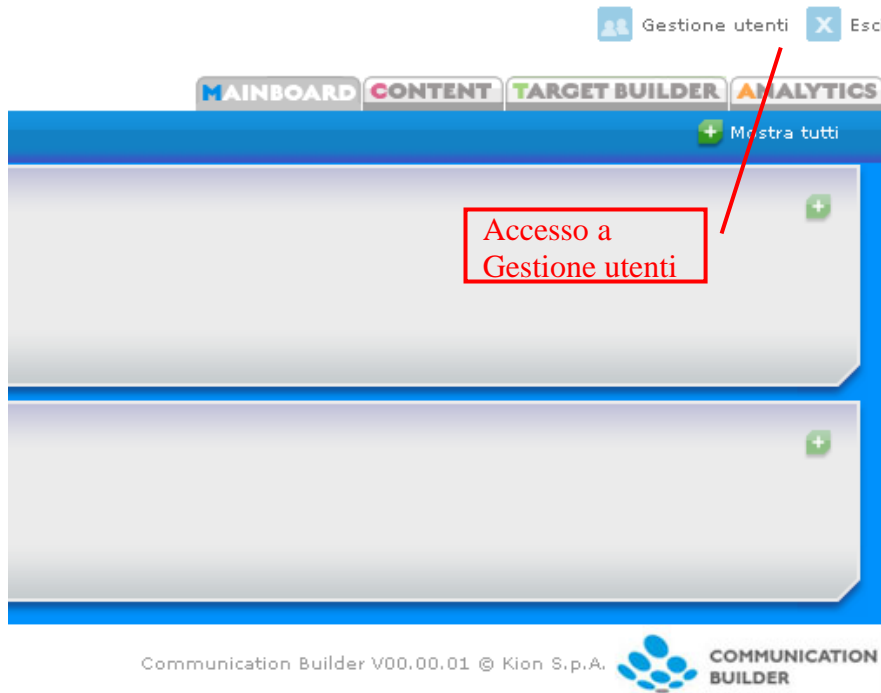 Gestione utenti
Esc
MAINBOARD CONTENT TARGET BUILDER ANALYTICS
Mostra tutti
Accesso a
Gestione utenti
Communication Builder V00.00.01 © Kion S.p.A.
COMMUNICATION
BUILDER